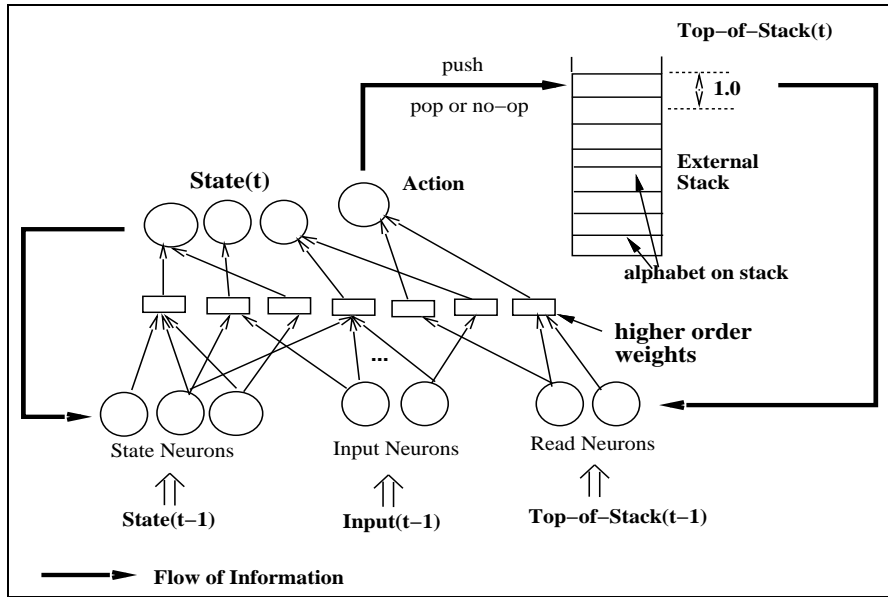 Top−of−Stack(t)
push
1.0
pop or no−op
External
Stack
State(t)
Action
alphabet on stack
higher order
weights
...
State Neurons
Input Neurons
Read Neurons
State(t−1)
Input(t−1)
Top−of−Stack(t−1)
Flow of Information